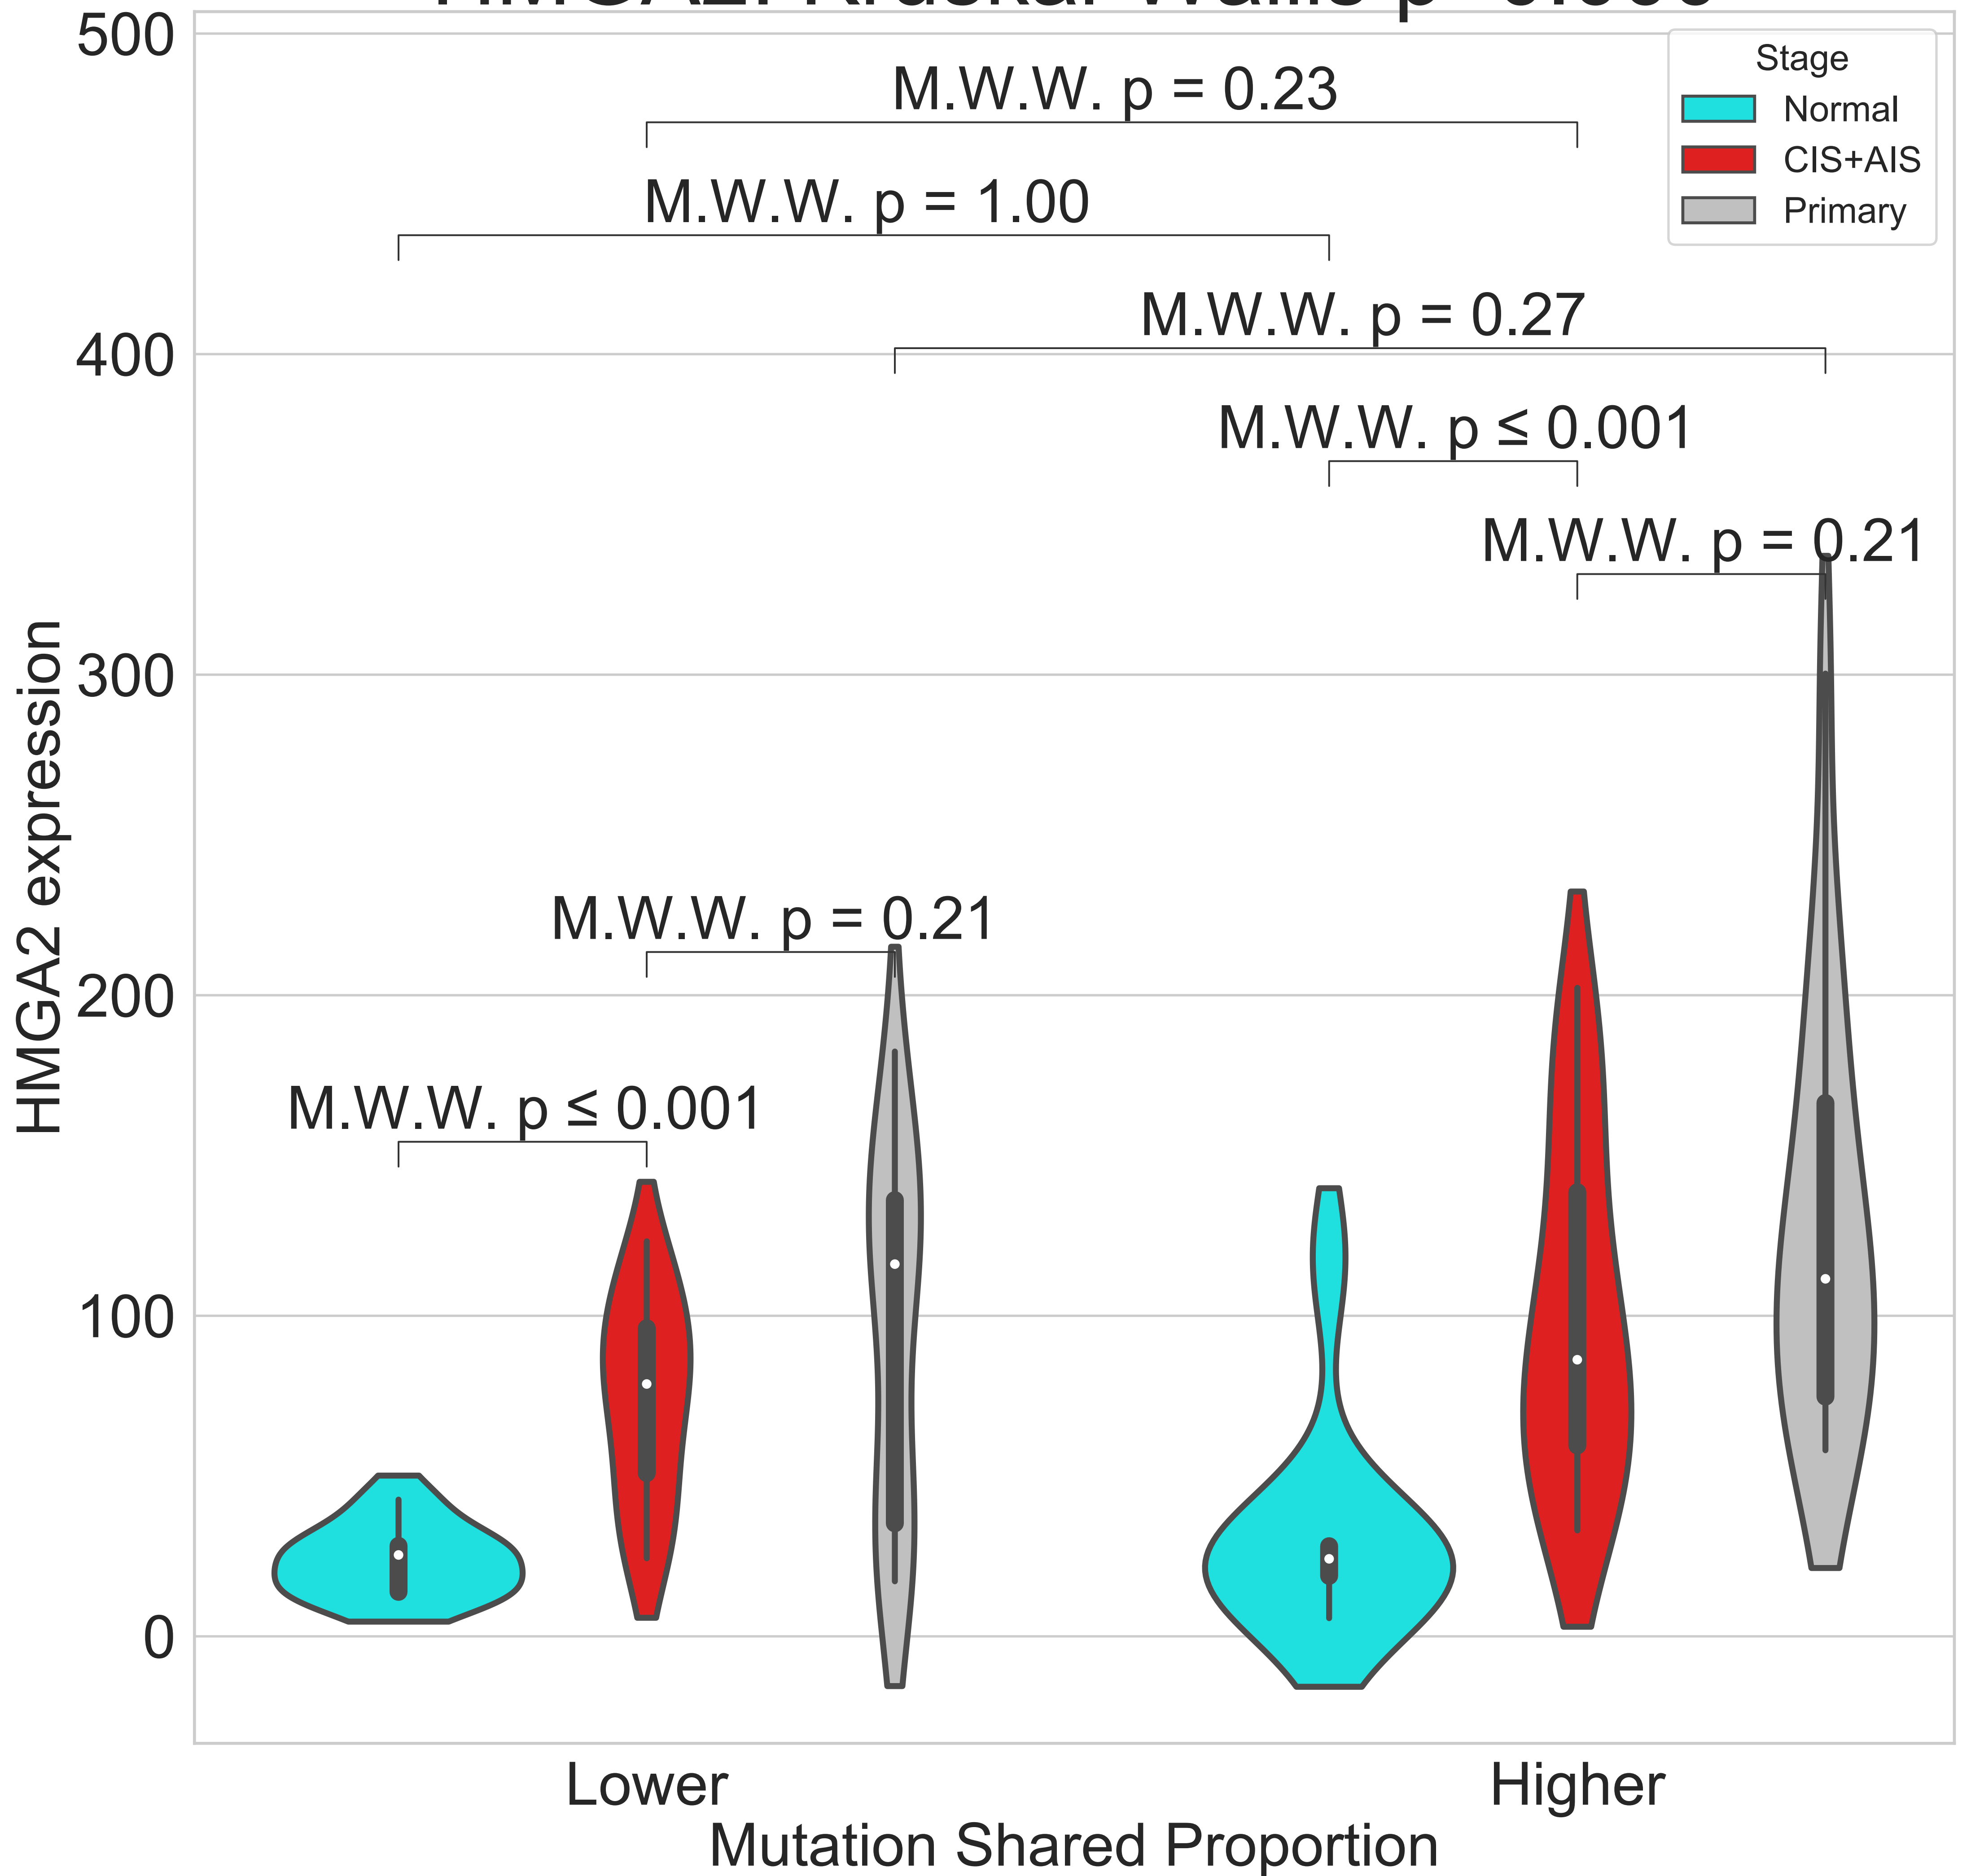 500
400
300
200
100
0
HMGA2 expression
M.W.W. p = 0.23
M.W.W. p = 1.00
M.W.W. p = 0.27
M.W.W. p ≤ 0.001
M.W.W. p = 0.21
M.W.W. p = 0.21
M.W.W. p ≤ 0.001
Stage
Normal
CIS+AIS
Primary
Lower
Higher
Mutation Shared Proportion